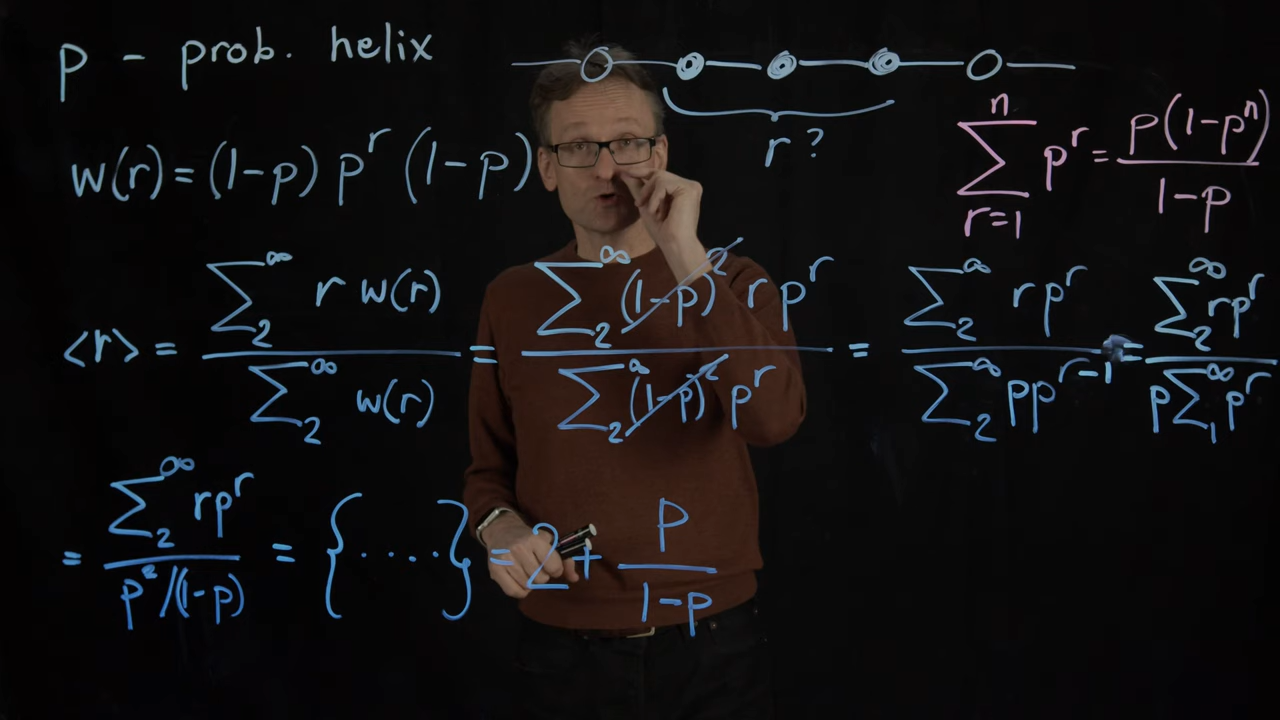 p - prob. helix
r ?
w(r) = (1-p) p^r (1-p)
∑_{r=1}^{n} p^r = p(1-p^n) / 1-p
<r> = ∑_2^∞ r w(r) / ∑_2^∞ w(r) = ∑_2^∞ (1-p)^2 r p^r / ∑_2^∞ (1-p)^2 p^r = ∑_2^∞ r p^r / ∑_2^∞ p p^{r-1} = ∑_2^∞ r p^r / p ∑_1^∞ p^r
= ∑_2^∞ r p^r / p^2/(1-p) = {....} = 2 + p / 1-p